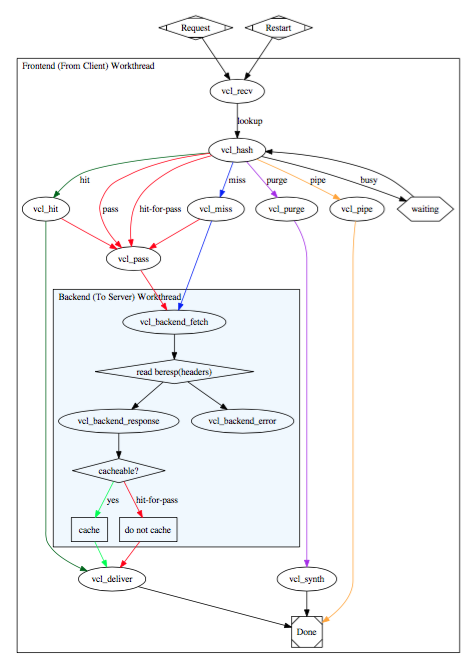 Request
Restart
Frontend (From Client) Workthread
vcl_recv
lookup
vcl_hash
hit
pass
hit-for-pass
miss
purge
pipe
busy
vcl_hit
vcl_miss
vcl_purge
vcl_pipe
waiting
vcl_pass
Backend (To Server) Workthread
vcl_backend_fetch
read beresp(headers)
vcl_backend_response
vcl_backend_error
cacheable?
yes
hit-for-pass
cache
do not cache
vcl_deliver
vcl_synth
Done